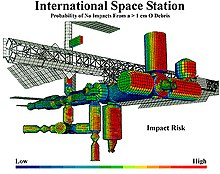 International Space Station
Probability of No Impacts From a > 1 cm O Debris
Impact Risk
Low High